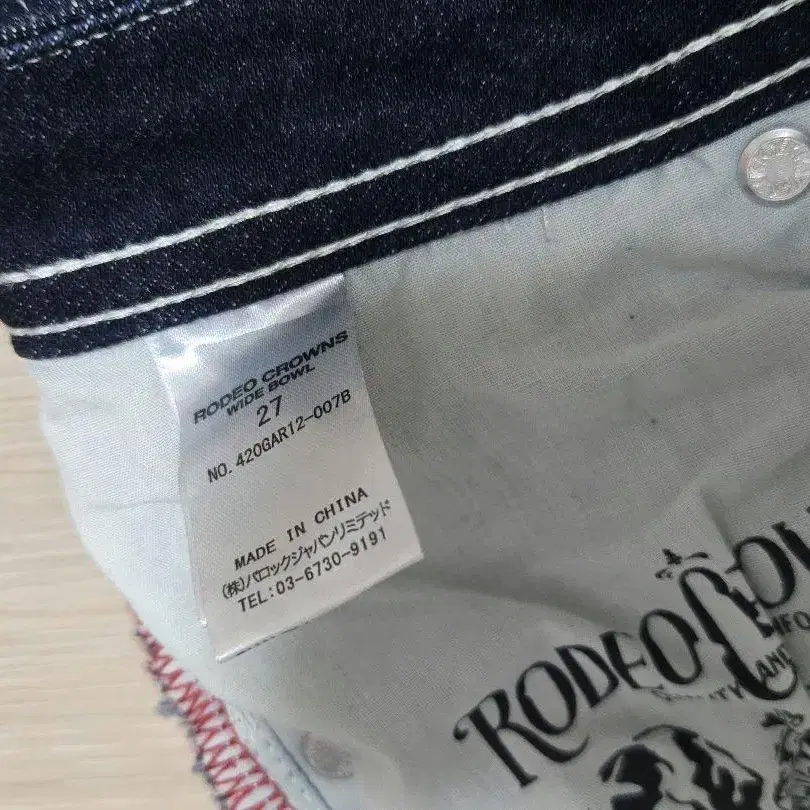 RODEO CROWNS
WIDE BOWL
27
NO. 420GAR12-007B
MADE IN CHINA
(株)バロックジャパンリミテッド
TEL:03-6730-9191
RODEO
AND